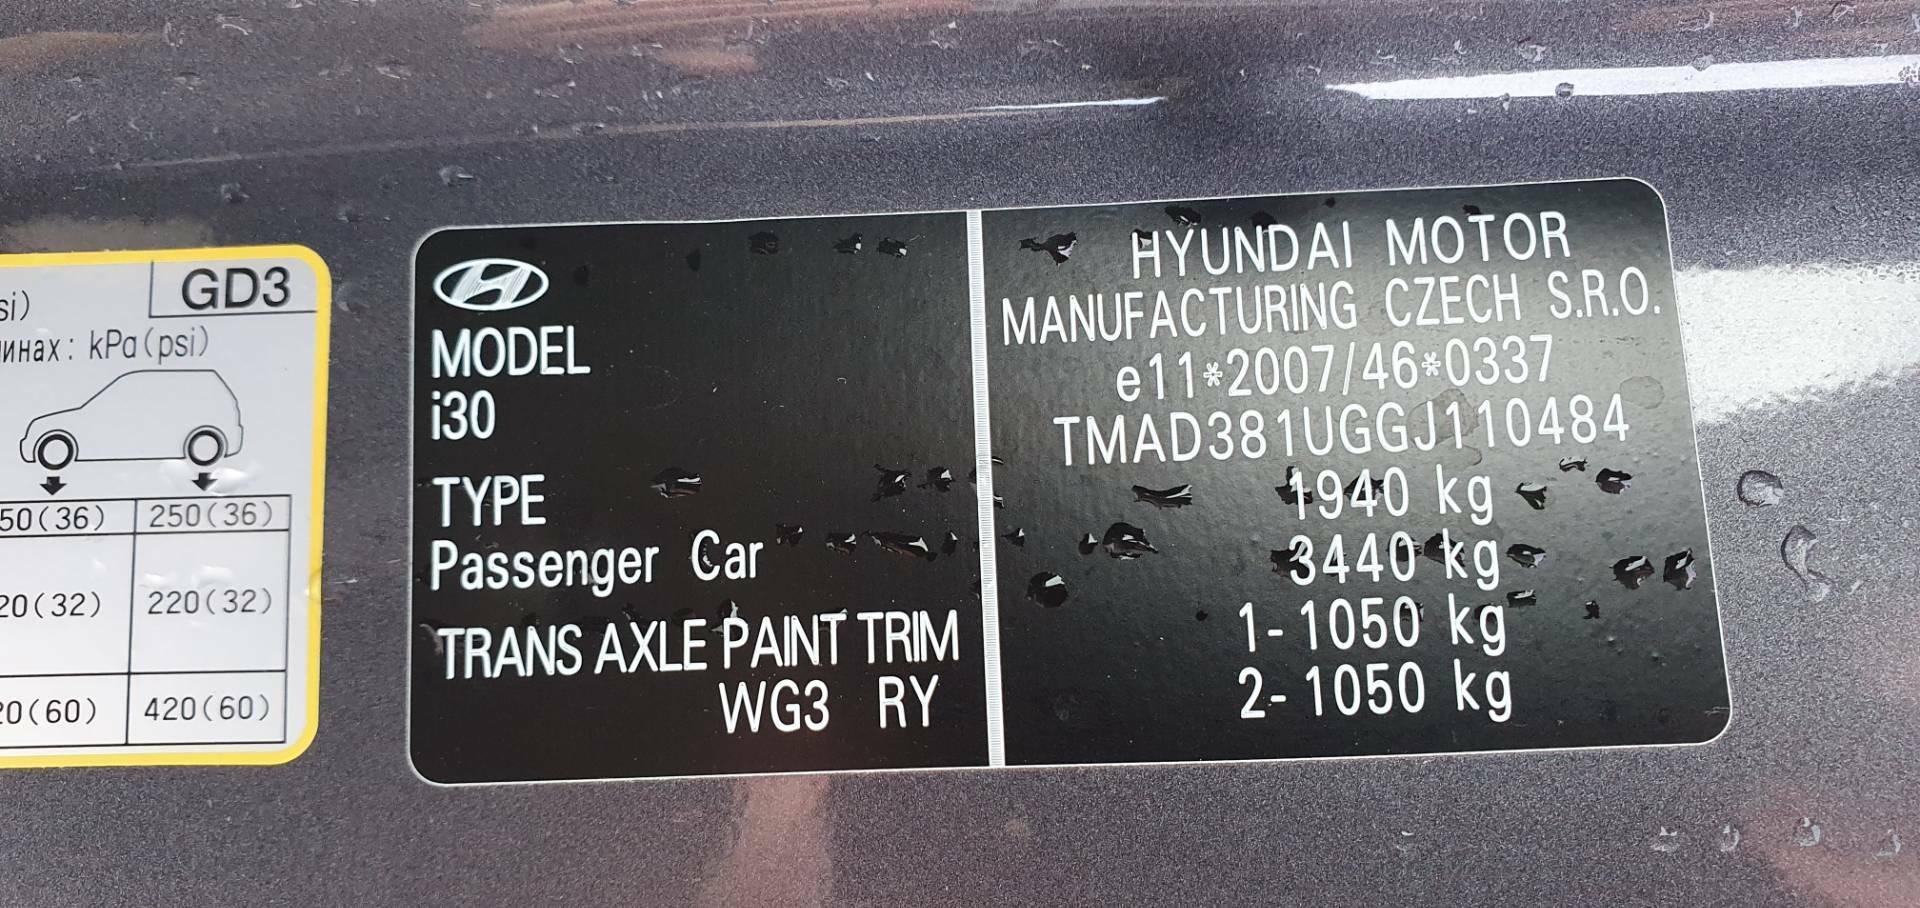 GD3
si)
инах: kPa(psi)
50(36) 250(36)
20(32) 220(32)
20(60) 420(60)
MODEL
i30
TYPE
Passenger Car
TRANS AXLE PAINT TRIM
WG3 RY
HYUNDAI MOTOR
MANUFACTURING CZECH S.R.O.
e11*2007/46*0337
TMAD381UGGJ110484
1940 kg
3440 kg
1-1050 kg
2-1050 kg